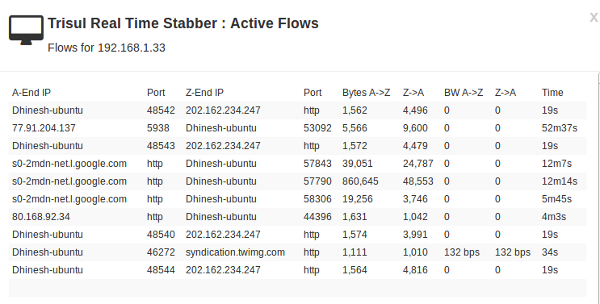 Trisul Real Time Stabber : Active Flows
X
Flows for 192.168.1.33
A-End IP Port Z-End IP Port Bytes A->Z Z->A BW A->Z Z->A Time
Dhinesh-ubuntu 48542 202.162.234.247 http 1,562 4,496 0 0 19s
77.91.204.137 5938 Dhinesh-ubuntu 53092 5,566 9,600 0 0 52m37s
Dhinesh-ubuntu 48543 202.162.234.247 http 1,572 4,479 0 0 19s
s0-2mdn-net.l.google.com http Dhinesh-ubuntu 57843 39,051 24,787 0 0 12m7s
s0-2mdn-net.l.google.com http Dhinesh-ubuntu 57790 860,645 48,553 0 0 12m14s
s0-2mdn-net.l.google.com http Dhinesh-ubuntu 58306 19,256 3,746 0 0 5m45s
80.168.92.34 http Dhinesh-ubuntu 44396 1,631 1,042 0 0 4m3s
Dhinesh-ubuntu 48540 202.162.234.247 http 1,574 3,991 0 0 19s
Dhinesh-ubuntu 46272 syndication.twimg.com http 1,111 1,010 132 bps 132 bps 34s
Dhinesh-ubuntu 48544 202.162.234.247 http 1,564 4,816 0 0 19s